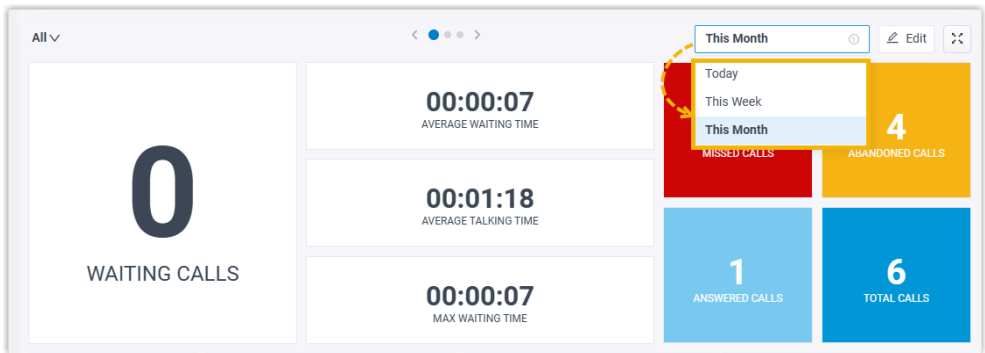 All
This Month
Edit
Today
This Week
This Month
0
WAITING CALLS
00:00:07
AVERAGE WAITING TIME
00:01:18
AVERAGE TALKING TIME
00:00:07
MAX WAITING TIME
MISSED CALLS
4
ABANDONED CALLS
1
ANSWERED CALLS
6
TOTAL CALLS